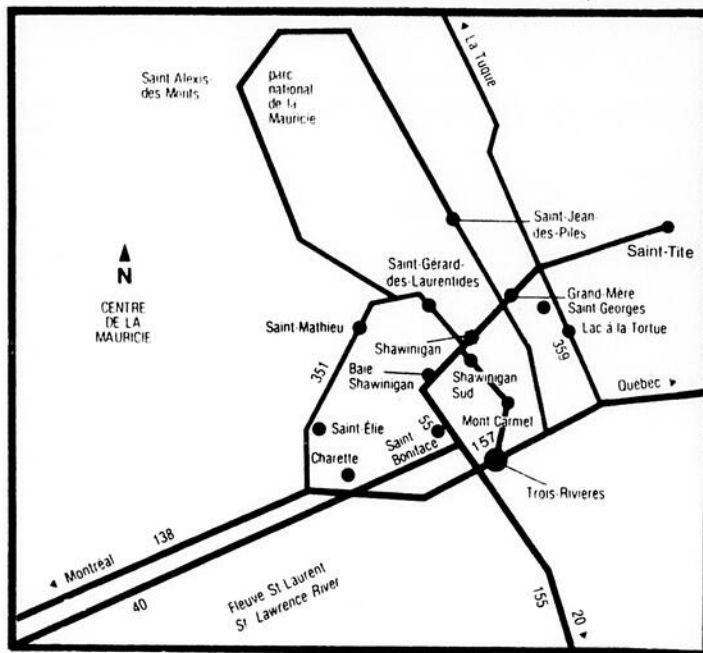 La Tuque
Saint Alexis-
des Monts
parc
national
de la
Mauricie
Saint-Jean-
des-Piles
Saint-Tite
N
CENTRE
DE LA
MAURICIE
Saint-Gérard-
des-Laurentides
Grand-Mère
Saint Georges
Saint-Mathieu
Lac à la Tortue
Shawinigan
351
359
Baie
Shawinigan
Shawinigan
Sud
Québec
Mont Carmel
55
Saint-Élie
Saint
Boniface
157
Charette
Trois-Rivières
138
Montréal
40
Fleuve St Laurent
St Lawrence River
155
20